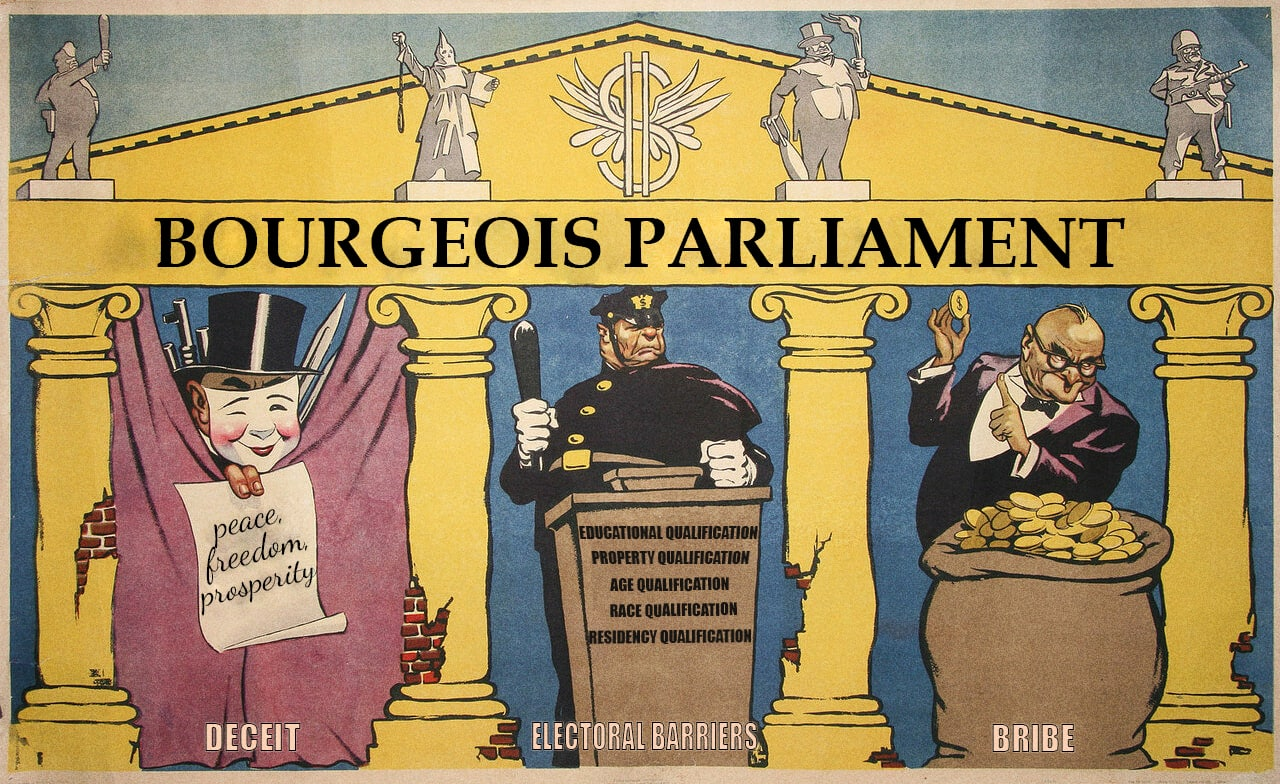 BOURGEOIS PARLIAMENT
peace,
freedom,
prosperity
EDUCATIONAL QUALIFICATION
PROPERTY QUALIFICATION
AGE QUALIFICATION
RACE QUALIFICATION
RESIDENCY QUALIFICATION
DECEIT
ELECTORAL BARRIERS
BRIBE